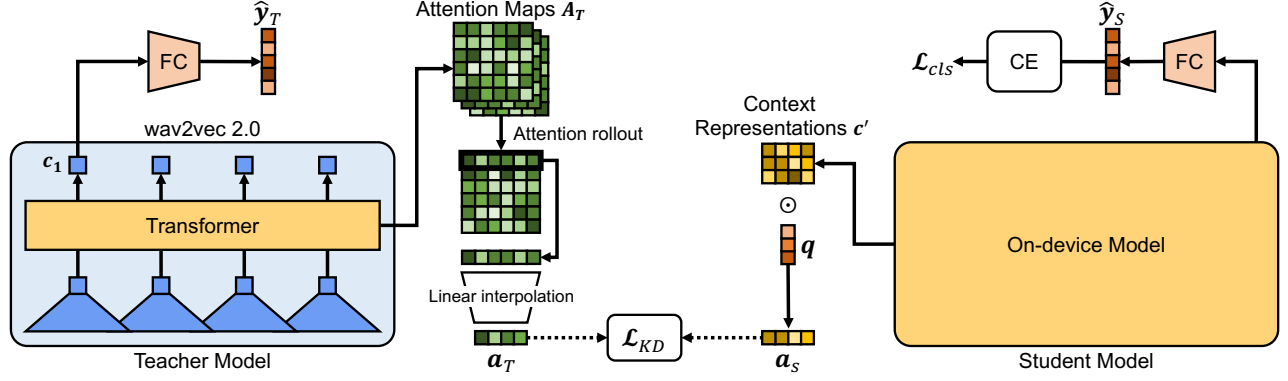 ŷ_T
FC
wav2vec 2.0
c_1
Transformer
Teacher Model
Attention Maps A_T
Attention rollout
Linear interpolation
a_T
ℒ_KD
Context
Representations c′
⊙
q
a_s
ŷ_S
ℒ_cls
CE
FC
On-device Model
Student Model